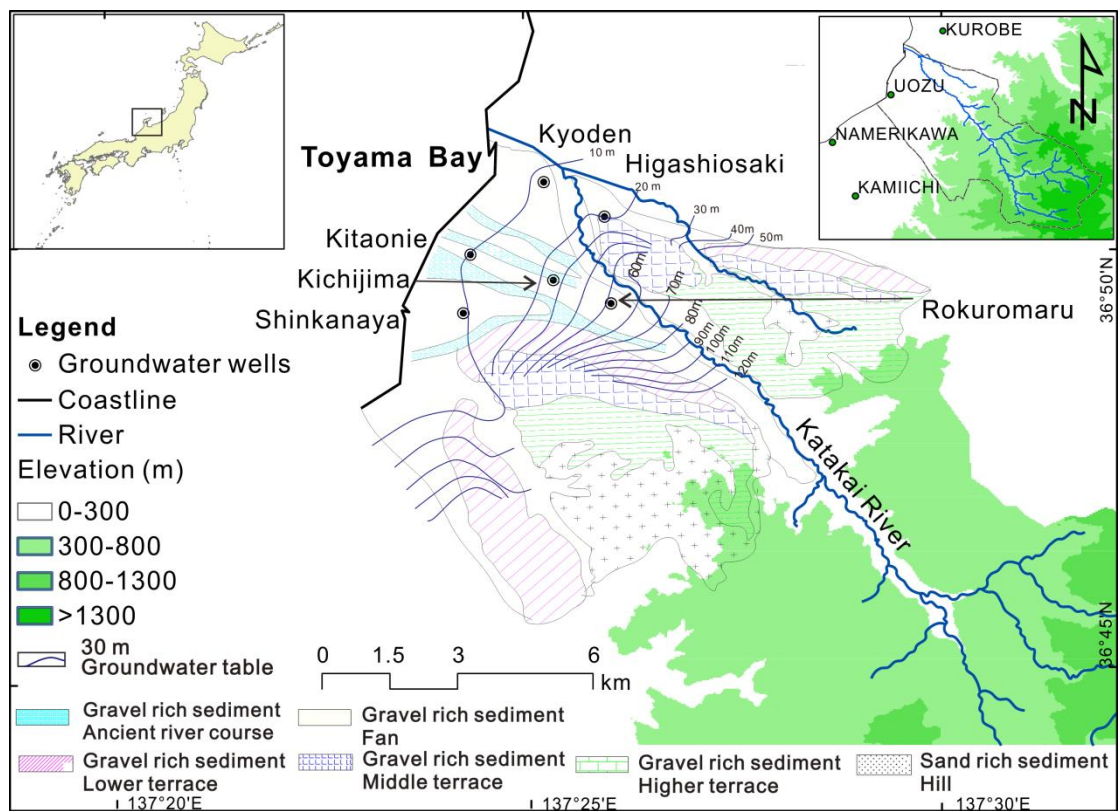 KUROBE
UOZU
NAMERIKAWA
KAMIICHI
N
Kyoden
10 m
Toyama Bay
Higashiosaki
20 m
30 m
40m
50m
Kitaonie
Kichijima
60m
70m
Shinkanaya
80m
90m
100m
110m
120m
Rokuromaru
36°50'N
Legend
Groundwater wells
Coastline
River
Elevation (m)
0-300
300-800
800-1300
>1300
30 m
Groundwater table
Katakai River
36°45'N
0 1.5 3 6
km
Gravel rich sediment
Ancient river course
Gravel rich sediment
Fan
Gravel rich sediment
Lower terrace
Gravel rich sediment
Middle terrace
Gravel rich sediment
Higher terrace
Sand rich sediment
Hill
137°20'E
137°25'E
137°30'E